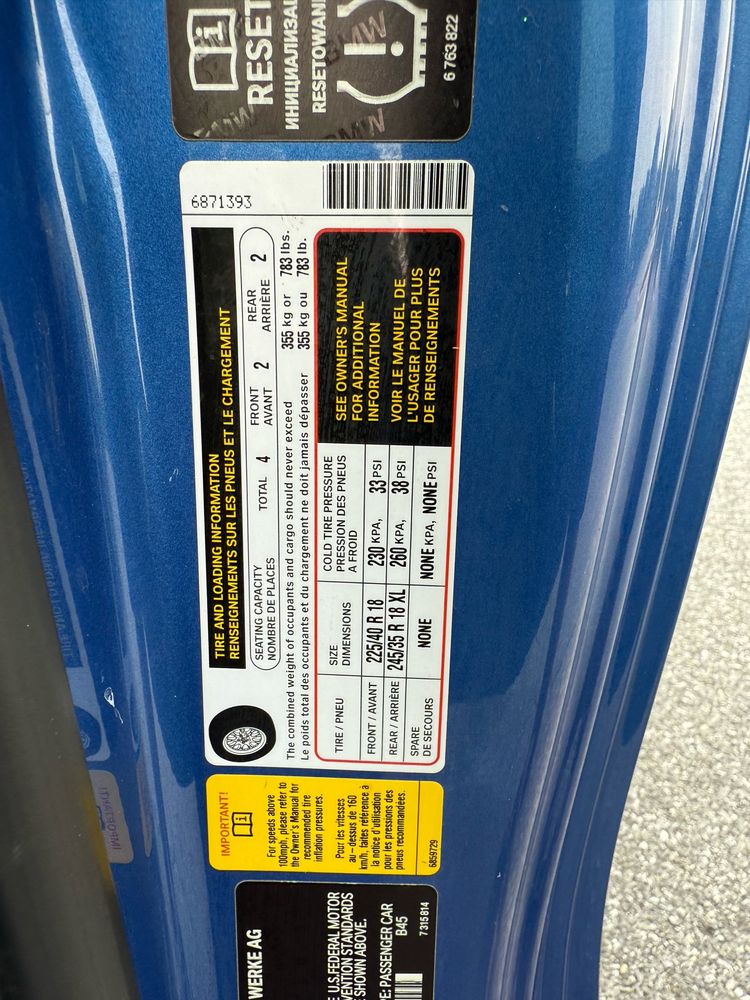 RESET
ИНИЦИАЛИЗА
RESETOWANI
BMW
BMW
BMW
6 763 822
6871393
TIRE AND LOADING INFORMATION
RENSEIGNEMENTS SUR LES PNEUS ET LE CHARGEMENT
SEATING CAPACITY
NOMBRE DE PLACES
TOTAL 4
FRONT
AVANT 2
REAR
ARRIÈRE 2
The combined weight of occupants and cargo should never exceed 355 kg or 783 lbs.
Le poids total des occupants et du chargement ne doit jamais dépasser 355 kg ou 783 lb.
TIRE / PNEU
SIZE
DIMENSIONS
COLD TIRE PRESSURE
PRESSION DES PNEUS
A FROID
FRONT / AVANT 225/40 R 18 230 KPA, 33 PSI
REAR / ARRIÈRE 245/35 R 18 XL 260 KPA, 38 PSI
SPARE
DE SECOURS NONE NONE KPA, NONE PSI
SEE OWNER'S MANUAL
FOR ADDITIONAL
INFORMATION
VOIR LE MANUEL DE
L'USAGER POUR PLUS
DE RENSEIGNEMENTS
IMPORTANT!
For speeds above
100mph, please refer to
the Owner's Manual for
recommended tire
inflation pressures.
Pour les vitesses
au - dessus de 160
km/h, faites référence à
la notice d'utilisation
pour les pressions des
pneus recommandées.
6859729
WERKE AG
U.S.FEDERAL MOTOR
VENTION STANDARDS
SHOWN ABOVE.
E: PASSENGER CAR
B45
7 315 814